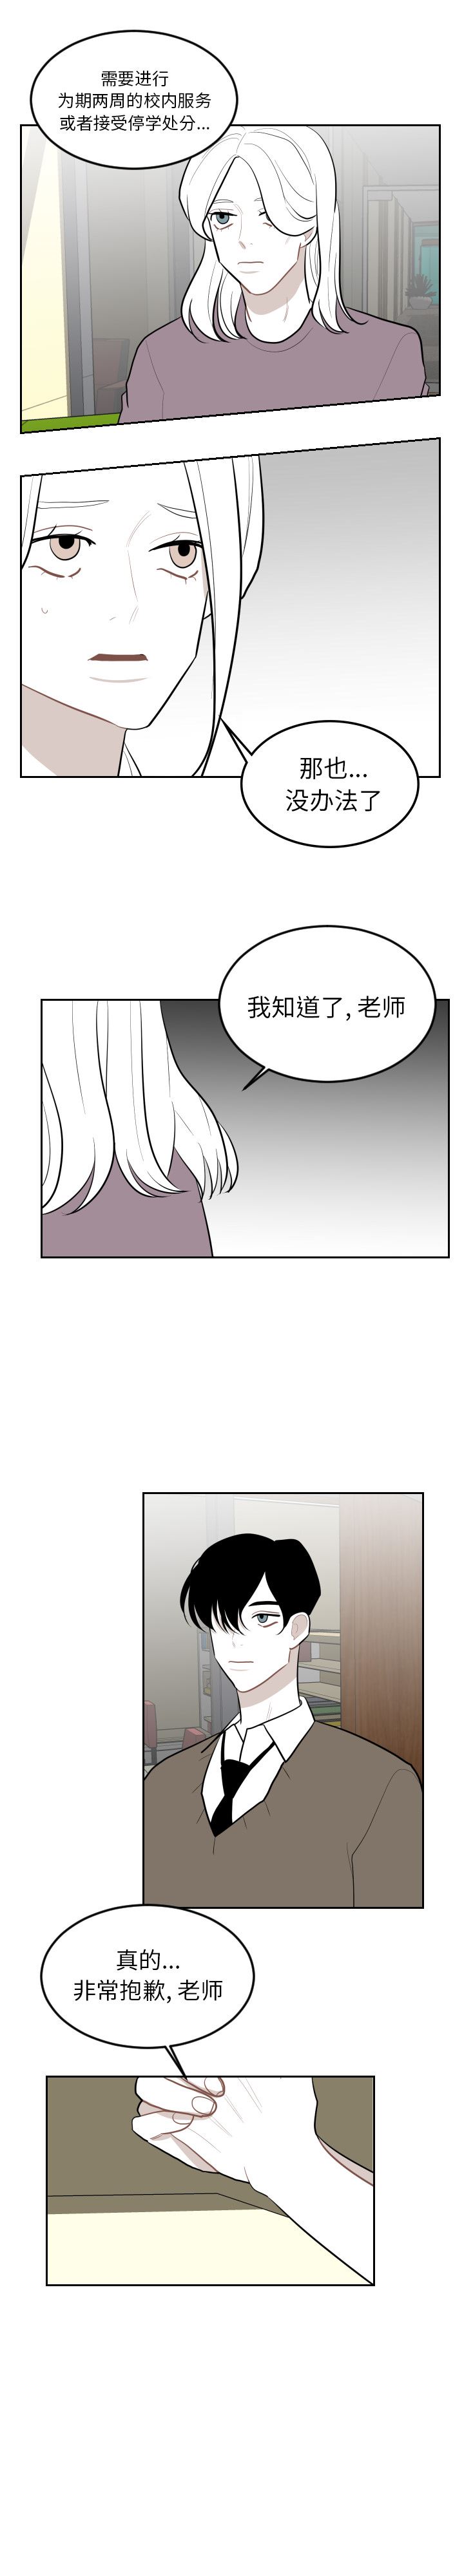 需要进行
为期两周的校内服务
或者接受停学处分...
那也...
没办法了
我知道了, 老师
真的...
非常抱歉, 老师